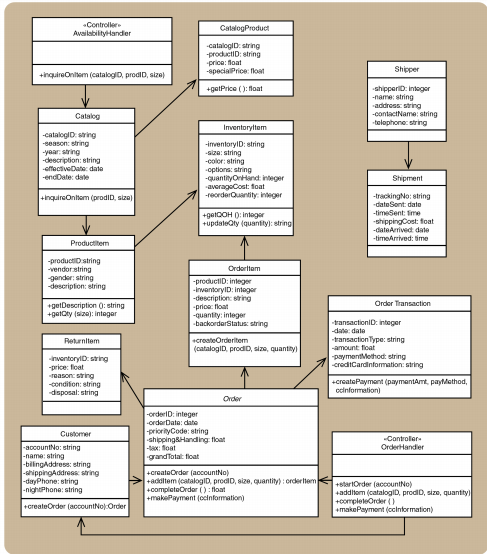 «Controller»
AvailabilityHandler
+inquireOnItem (catalogID, prodID, size)
CatalogProduct
-catalogID: string
-productID: string
-price: float
-specialPrice: float
+getPrice ( ): float
Shipper
-shipperID: integer
-name: string
-address: string
-contactName: string
-telephone: string
Catalog
-catalogID: string
-season: string
-year: string
-description: string
-effectiveDate: date
-endDate: date
+inquireOnItem (prodID, size)
InventoryItem
-inventoryID: string
-size: string
-color: string
-options: string
-quantityOnHand: integer
-averageCost: float
-reorderQuantity: integer
+getQOH (): integer
+updateQty (quantity): string
Shipment
-trackingNo: string
-dateSent: date
-timeSent: time
-shippingCost: float
-dateArrived: date
-timeArrived: time
ProductItem
-productID:string
-vendor:string
-gender: string
-description: string
+getDescription (): string
+getQty (size): integer
OrderItem
-productID: integer
-inventoryID: integer
-description: string
-price: float
-quantity: integer
-backorderStatus: string
+createOrderItem
(catalogID, prodID, size, quantity)
Order Transaction
-transactionID: integer
-date: date
-transactionType: string
-amount: float
-paymentMethod: string
-creditCardInformation: string
+createPayment (paymentAmt, payMethod,
ccInformation)
ReturnItem
-inventoryID: string
-price: float
-reason: string
-condition: string
-disposal: string
Order
-orderID: integer
-orderDate: date
-priorityCode: string
-shipping&Handling: float
-tax: float
-grandTotal: float
+createOrder (accountNo)
+addItem (catalogID, prodID, size, quantity) : orderItem
+completeOrder ( ) : float
+makePayment (ccInformation)
Customer
-accountNo: string
-name: string
-billingAddress: string
-shippingAddress: string
-dayPhone: string
-nightPhone: string
+createOrder (accountNo):Order
«Controller»
OrderHandler
+startOrder (accountNo)
+addItem (catalogID, prodID, size, quantity)
+completeOrder ( )
+makePayment (ccInformation)